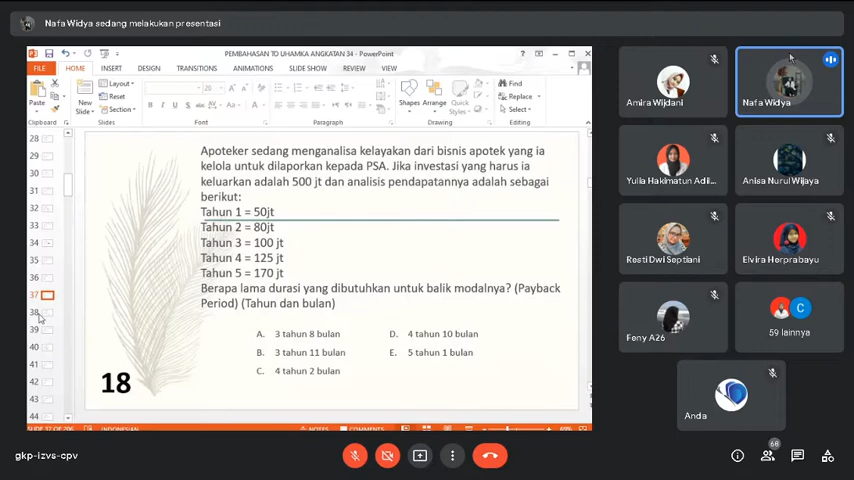 Nafa Widya sedang melakukan presentasi
PEMBAHASAN TO UHAMKA ANGKATAN 34 - PowerPoint
FILE HOME INSERT DESIGN TRANSITIONS ANIMATIONS SLIDE SHOW REVIEW VIEW
Paste
New
Slide
Layout
Reset
Section
Shapes
Arrange
Quick
Styles
Find
Replace
Select
Clipboard
Slides
Font
Paragraph
Drawing
Editing
28
29
30
31
32
33
34
35
36
37
38
39
40
41
42
43
44
Apoteker sedang menganalisa kelayakan dari bisnis apotek yang ia
kelola untuk dilaporkan kepada PSA. Jika investasi yang harus ia
keluarkan adalah 500 jt dan analisis pendapatannya adalah sebagai
berikut:
Tahun 1 = 50jt
Tahun 2 = 80jt
Tahun 3 = 100 jt
Tahun 4 = 125 jt
Tahun 5 = 170 jt
Berapa lama durasi yang dibutuhkan untuk balik modalnya? (Payback
Period) (Tahun dan bulan)
A. 3 tahun 8 bulan
B. 3 tahun 11 bulan
C. 4 tahun 2 bulan
D. 4 tahun 10 bulan
E. 5 tahun 1 bulan
18
SLIDE 37 OF 296
INDONESIAN
NOTES
COMMENTS
69%
Amira Wijdani
Nafa Widya
Yulia Hakimatun Adil...
Anisa Nurul Wijaya
Resti Dwi Septiani
Elvira Herprabayu
Feny A26
C
59 lainnya
Anda
gkp-izvs-cpv
68